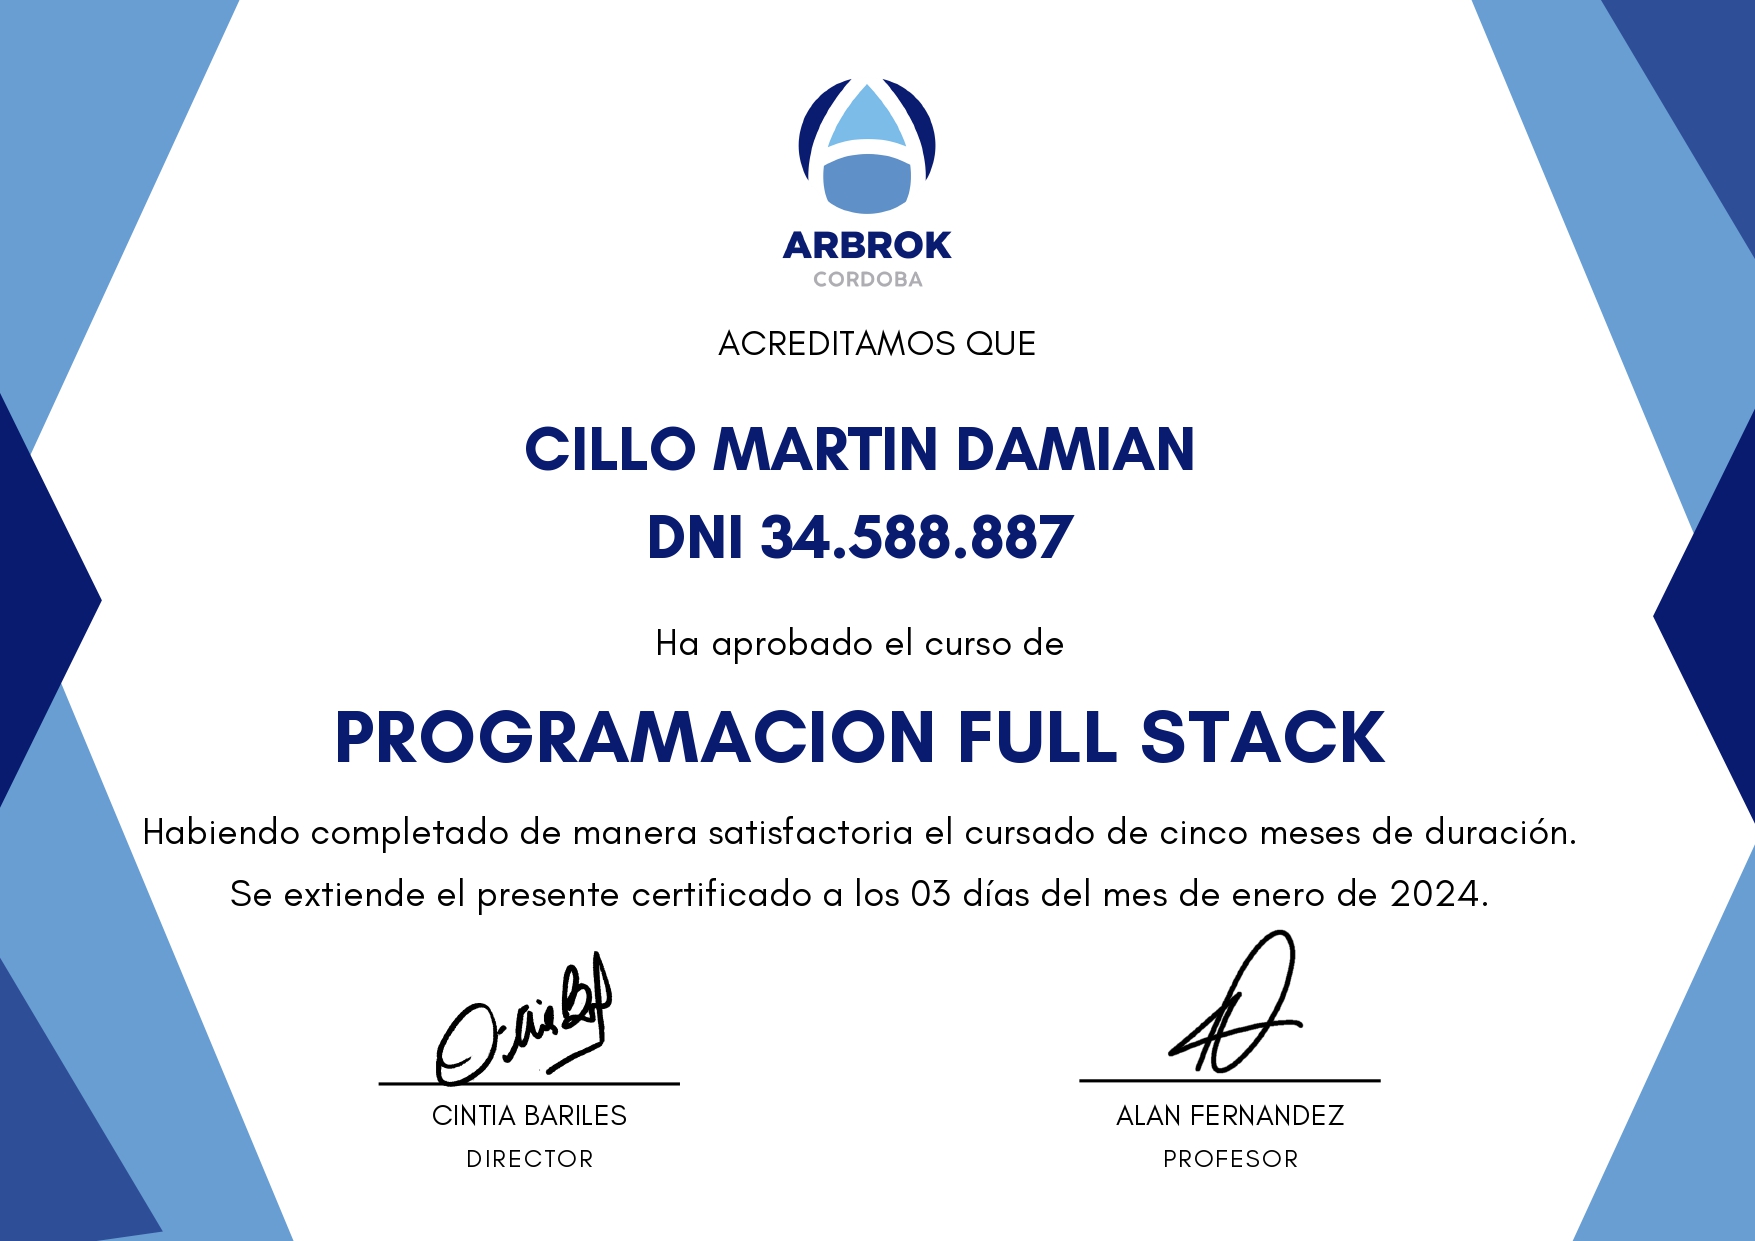 ARBROK
CORDOBA
ACREDITAMOS QUE
CILLO MARTIN DAMIAN
DNI 34.588.887
Ha aprobado el curso de
PROGRAMACION FULL STACK
Habiendo completado de manera satisfactoria el cursado de cinco meses de duración.
Se extiende el presente certificado a los 03 días del mes de enero de 2024.
CINTIA BARILES
DIRECTOR
ALAN FERNANDEZ
PROFESOR